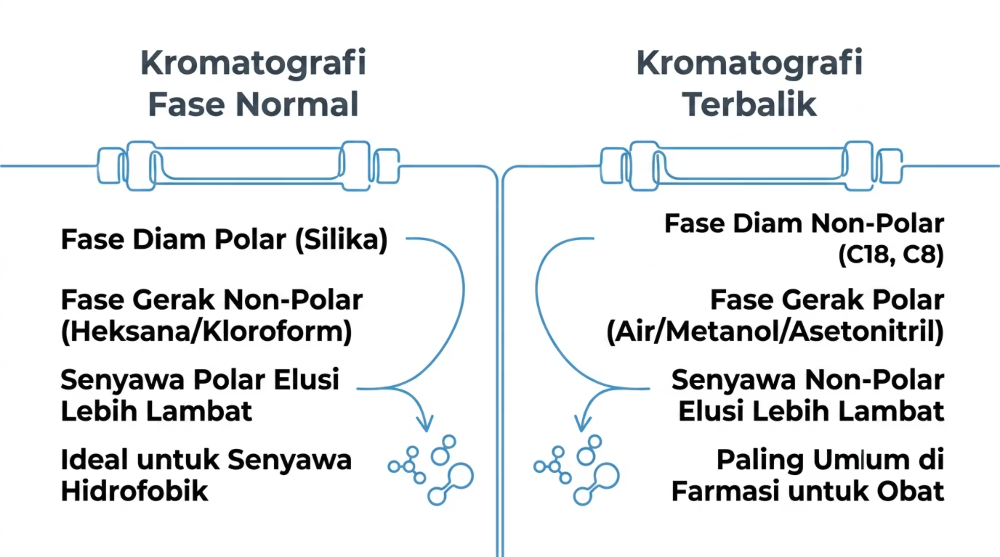 Kromatografi
Fase Normal
Fase Diam Polar (Silika)
Fase Gerak Non-Polar
(Heksana/Kloroform)
Senyawa Polar Elusi
Lebih Lambat
Ideal untuk Senyawa
Hidrofobik
Kromatografi
Terbalik
Fase Diam Non-Polar
(C18, C8)
Fase Gerak Polar
(Air/Metanol/Asetonitril)
Senyawa Non-Polar
Elusi Lebih Lambat
Paling Umlum di
Farmasi untuk Obat